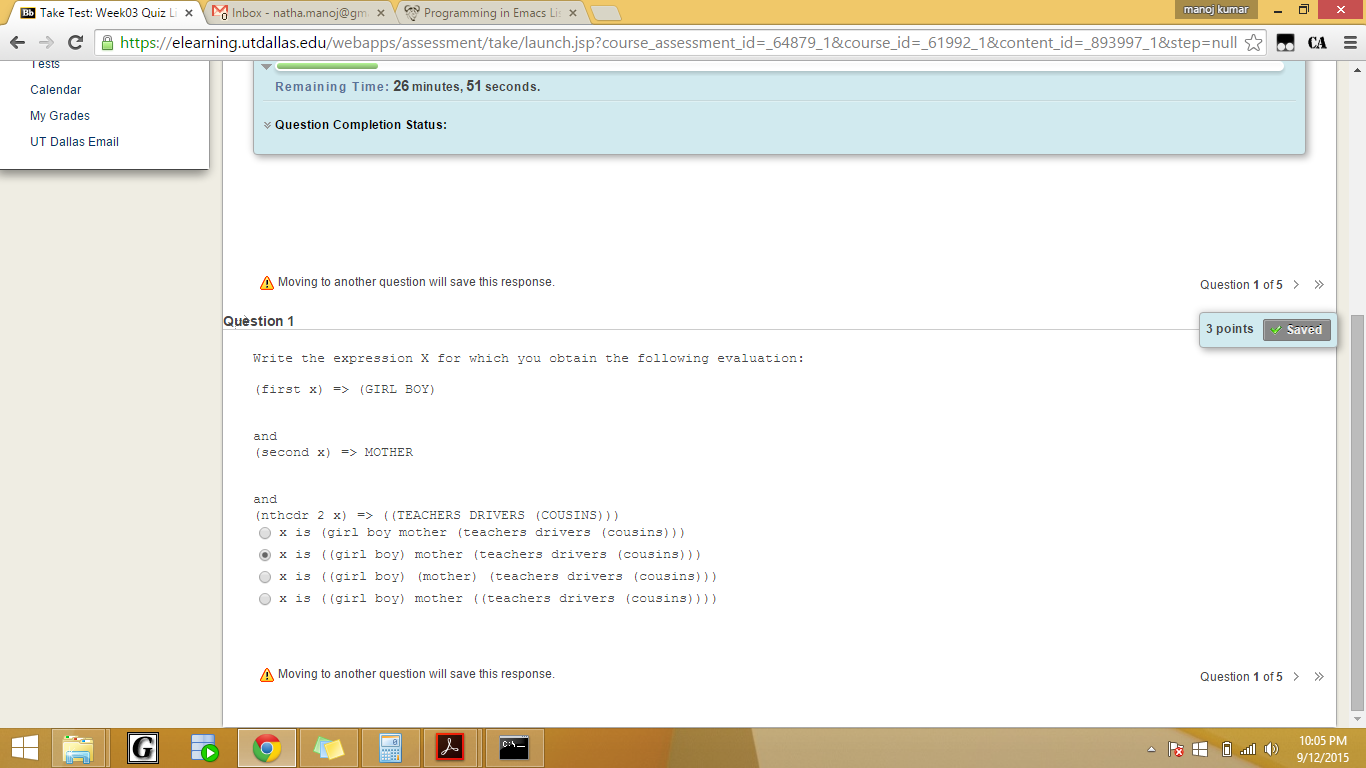 Take Test: Week03 Quiz Li
Inbox - natha.manoj@gm
Programming in Emacs Lis
manoj kumar
https://elearning.utdallas.edu/webapps/assessment/take/launch.jsp?course_assessment_id=_64879_1&course_id=_61992_1&content_id=_893997_1&step=null
CA
Tests
Calendar
My Grades
UT Dallas Email
Remaining Time: 26 minutes, 51 seconds.
Question Completion Status:
Moving to another question will save this response.
Question 1 of 5
Question 1
3 points
Saved
Write the expression X for which you obtain the following evaluation:
(first x) => (GIRL BOY)
and
(second x) => MOTHER
and
(nthcdr 2 x) => ((TEACHERS DRIVERS (COUSINS)))
x is (girl boy mother (teachers drivers (cousins)))
x is ((girl boy) mother (teachers drivers (cousins)))
x is ((girl boy) (mother) (teachers drivers (cousins)))
x is ((girl boy) mother ((teachers drivers (cousins))))
Moving to another question will save this response.
Question 1 of 5
10:05 PM
9/12/2015